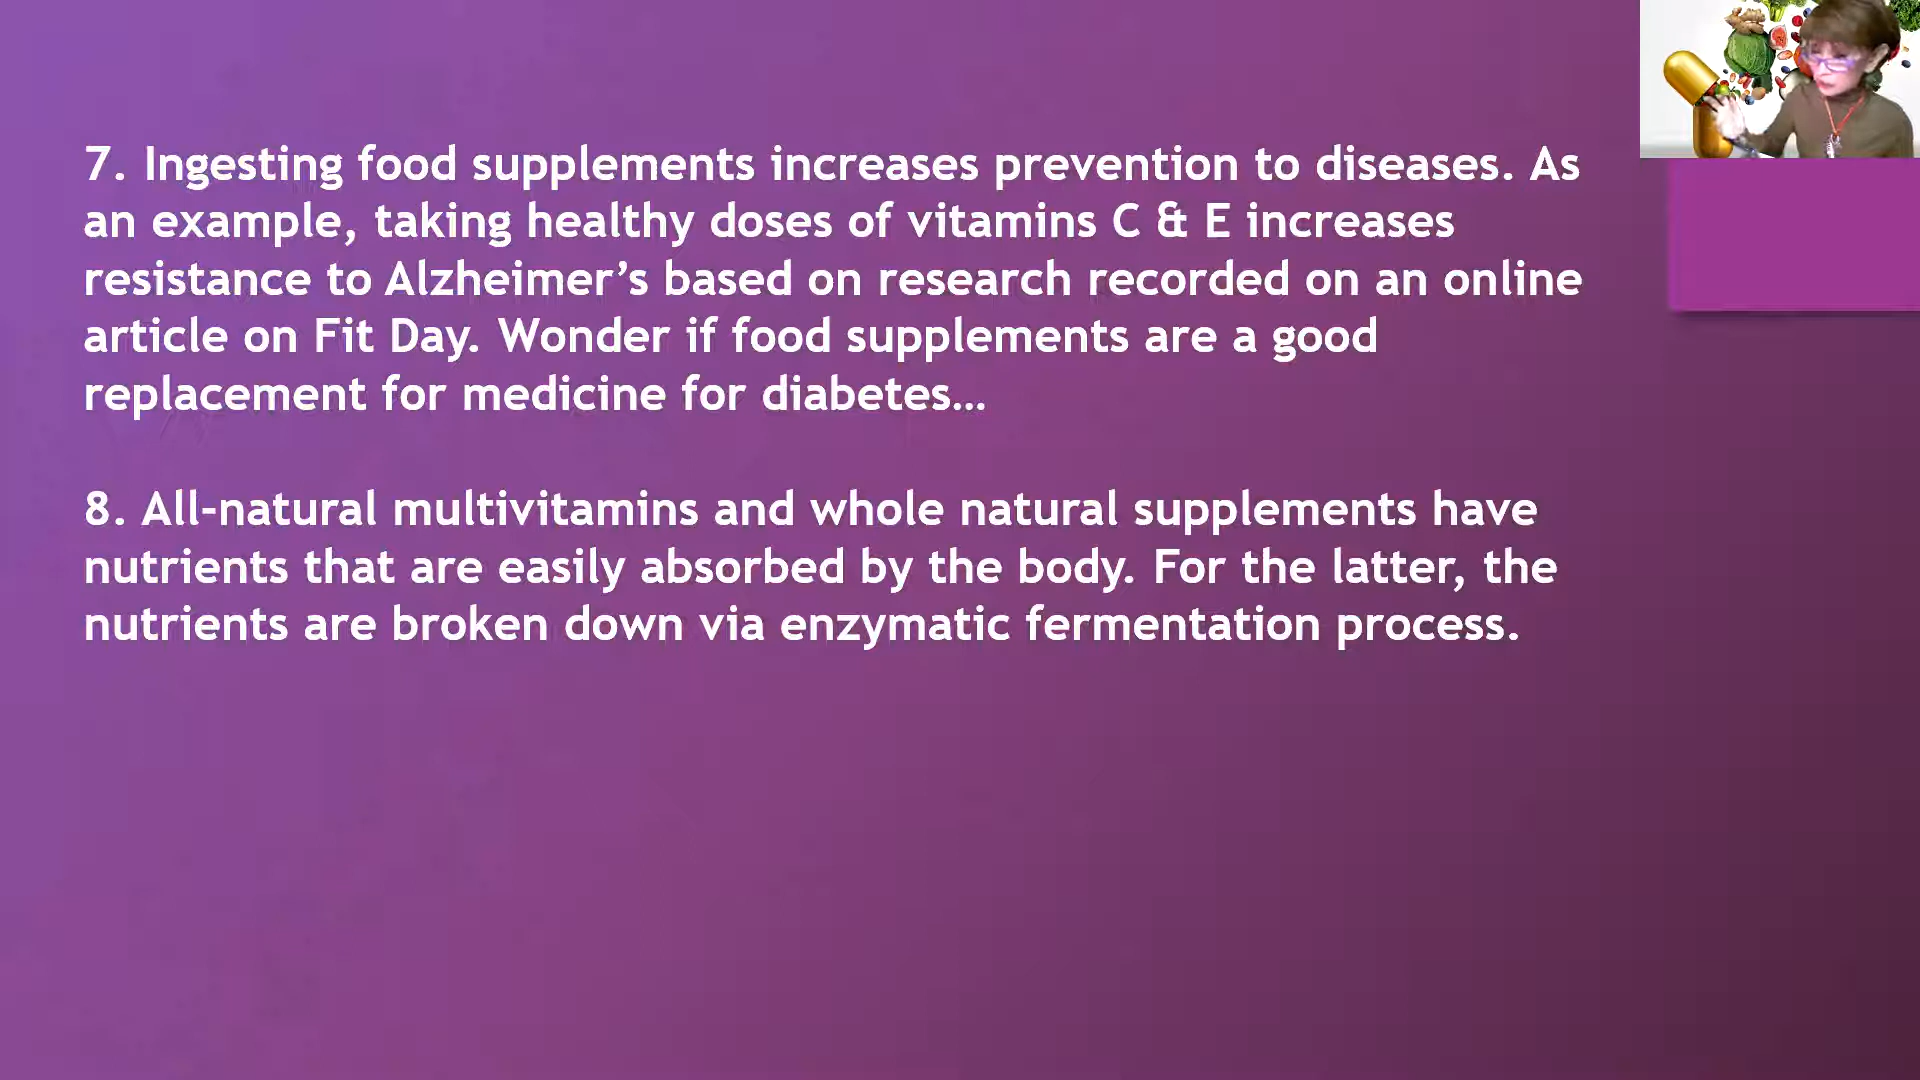 7. Ingesting food supplements increases prevention to diseases. As
an example, taking healthy doses of vitamins C & E increases
resistance to Alzheimer’s based on research recorded on an online
article on Fit Day. Wonder if food supplements are a good
replacement for medicine for diabetes…
8. All-natural multivitamins and whole natural supplements have
nutrients that are easily absorbed by the body. For the latter, the
nutrients are broken down via enzymatic fermentation process.